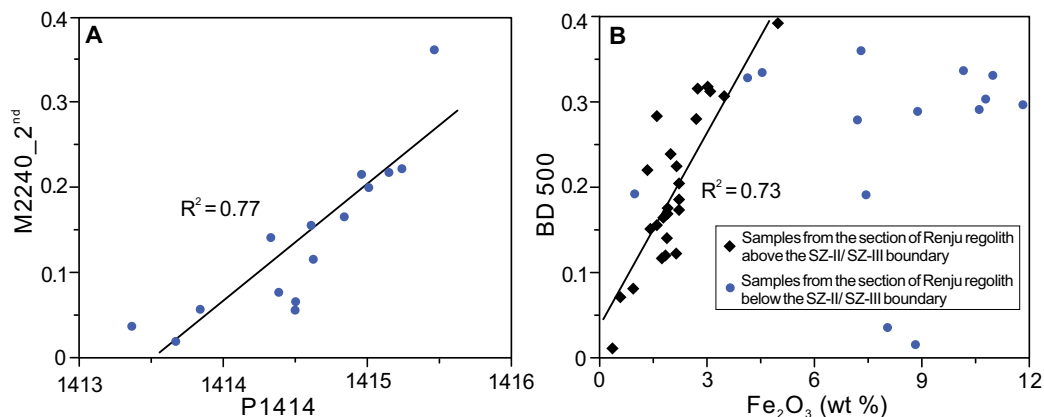 A
M2240_2nd
0.4
0.3
0.2
0.1
0
R2 = 0.77
1413
1414
1415
1416
P1414
B
BD 500
0.4
0.3
0.2
0.1
0
R2 = 0.73
Samples from the section of Renju regolith
above the SZ-II/ SZ-III boundary
Samples from the section of Renju regolith
below the SZ-II/ SZ-III boundary
0
3
6
9
12
Fe2O3 (wt %)